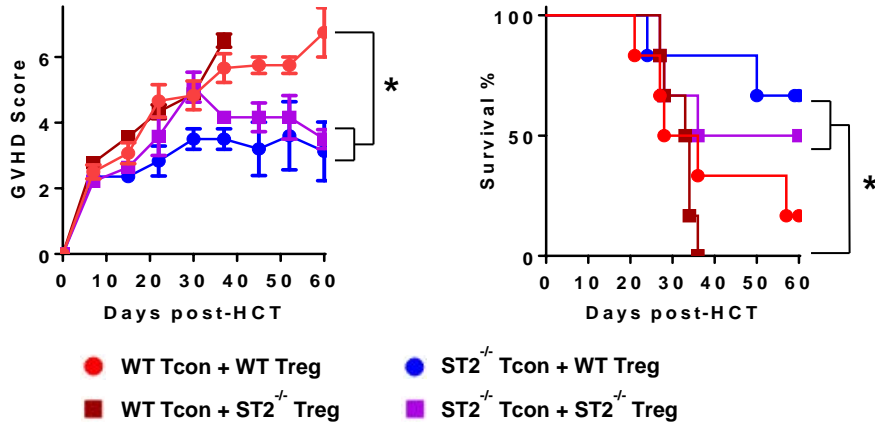 GVHD Score
6
4
2
0
0 10 20 30 40 50 60
Days post-HCT
*
Survival %
100
50
0
0 10 20 30 40 50 60
Days post-HCT
*
WT Tcon + WT Treg
ST2-/- Tcon + WT Treg
WT Tcon + ST2-/- Treg
ST2-/- Tcon + ST2-/- Treg